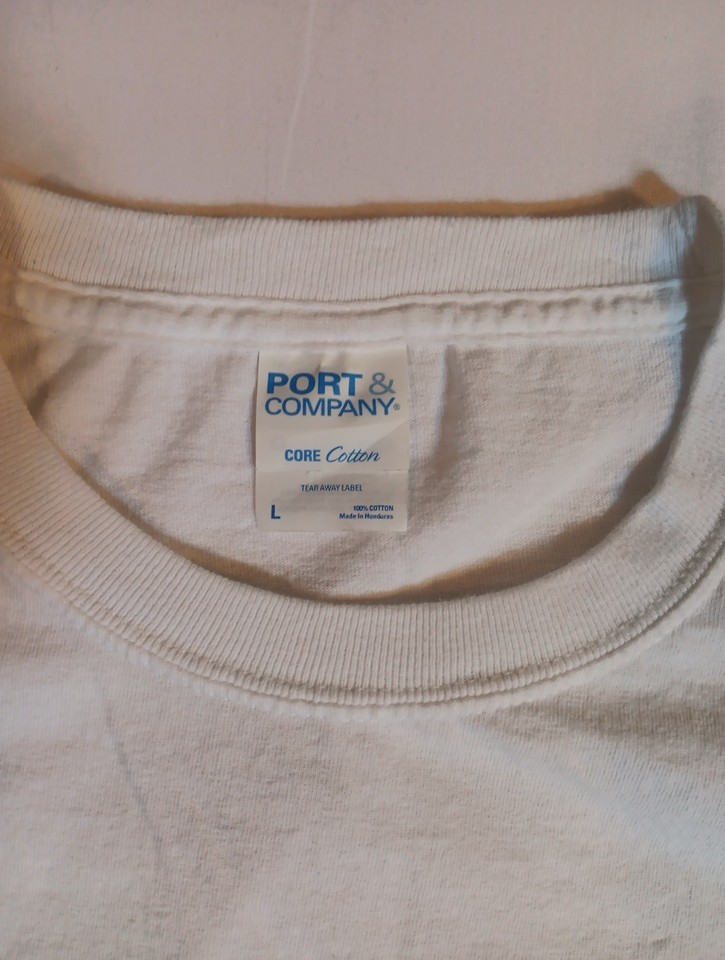 PORT &
COMPANY®
CORE Cotton
TEAR AWAY LABEL
L
100% COTTON
Made In Honduras